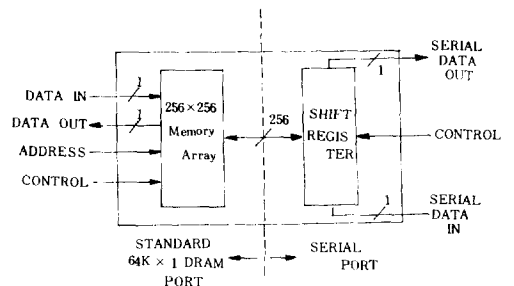 SERIAL
DATA
OUT
1
DATA IN
1
DATA OUT
1
ADDRESS
CONTROL
256×256
Memory
Array
256
SHIFT
REGIS
TER
CONTROL
1
SERIAL
DATA
IN
STANDARD
64K × 1 DRAM
PORT
SERIAL
PORT